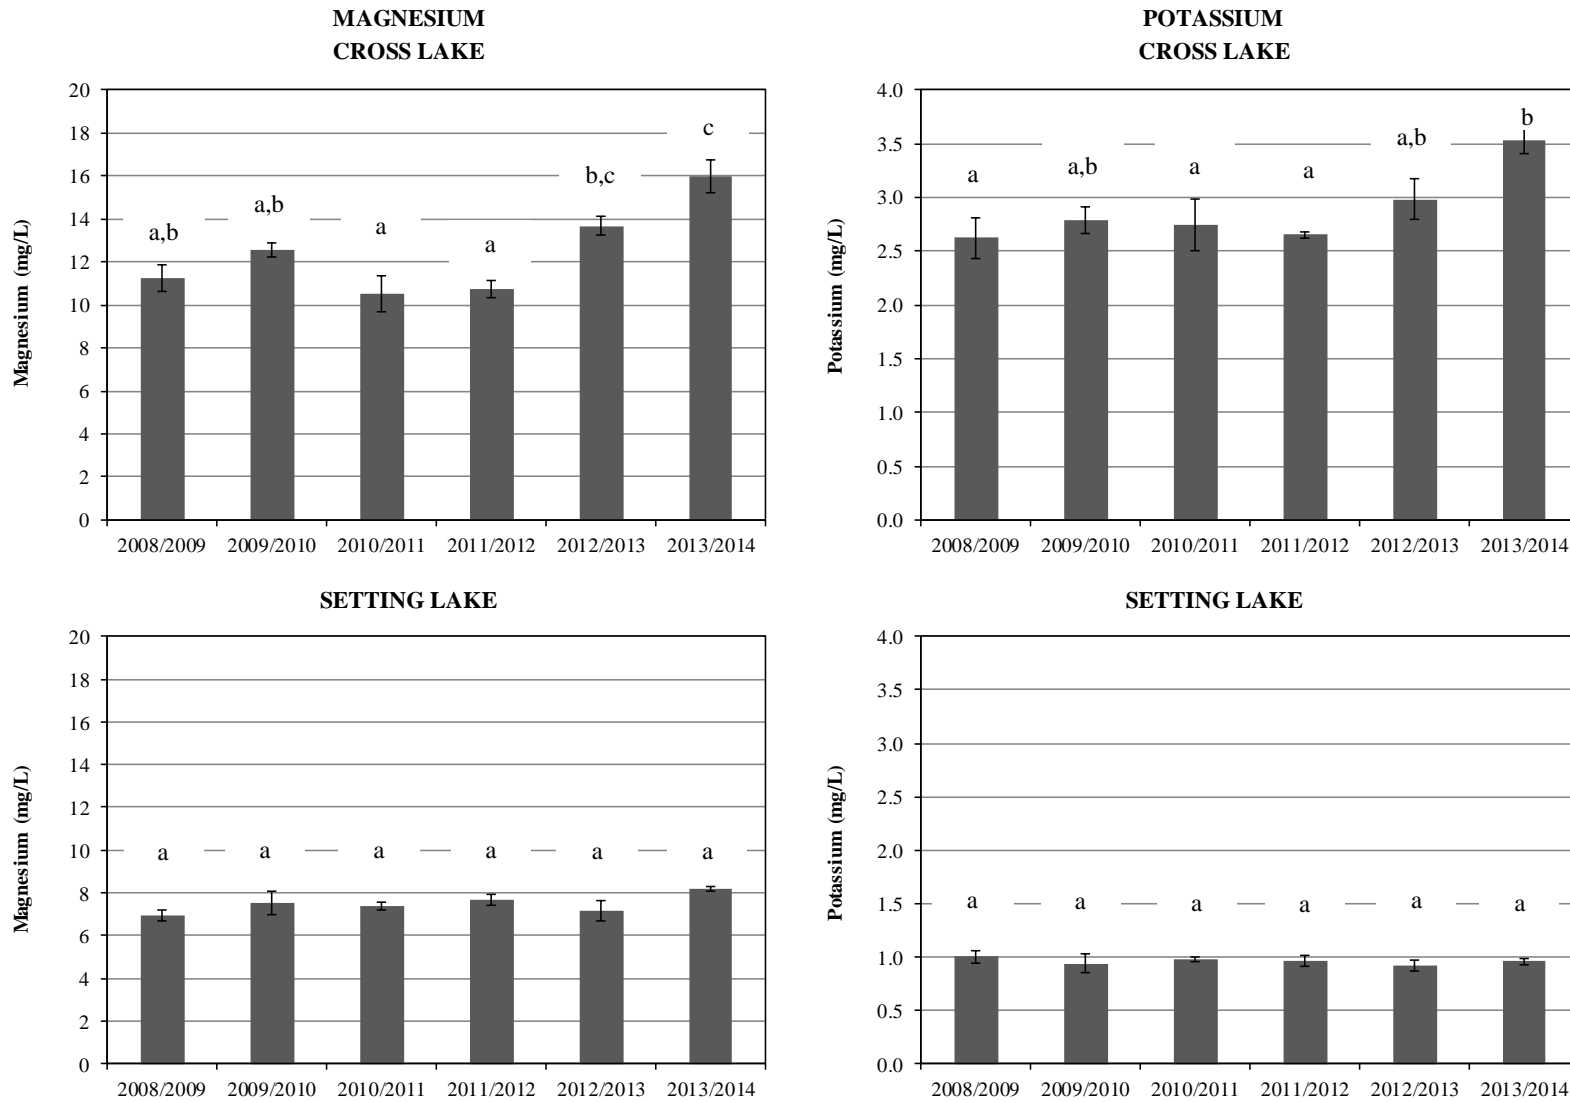 MAGNESIUM
CROSS LAKE
Magnesium (mg/L)
20
18
16
14
12
10
8
6
4
2
0
a,b
a,b
a
a
b,c
c
2008/2009 2009/2010 2010/2011 2011/2012 2012/2013 2013/2014
POTASSIUM
CROSS LAKE
Potassium (mg/L)
4.0
3.5
3.0
2.5
2.0
1.5
1.0
0.5
0.0
a
a,b
a
a
a,b
b
2008/2009 2009/2010 2010/2011 2011/2012 2012/2013 2013/2014
SETTING LAKE
Magnesium (mg/L)
20
18
16
14
12
10
8
6
4
2
0
a a a a a a
2008/2009 2009/2010 2010/2011 2011/2012 2012/2013 2013/2014
SETTING LAKE
Potassium (mg/L)
4.0
3.5
3.0
2.5
2.0
1.5
1.0
0.5
0.0
a a a a a a
2008/2009 2009/2010 2010/2011 2011/2012 2012/2013 2013/2014